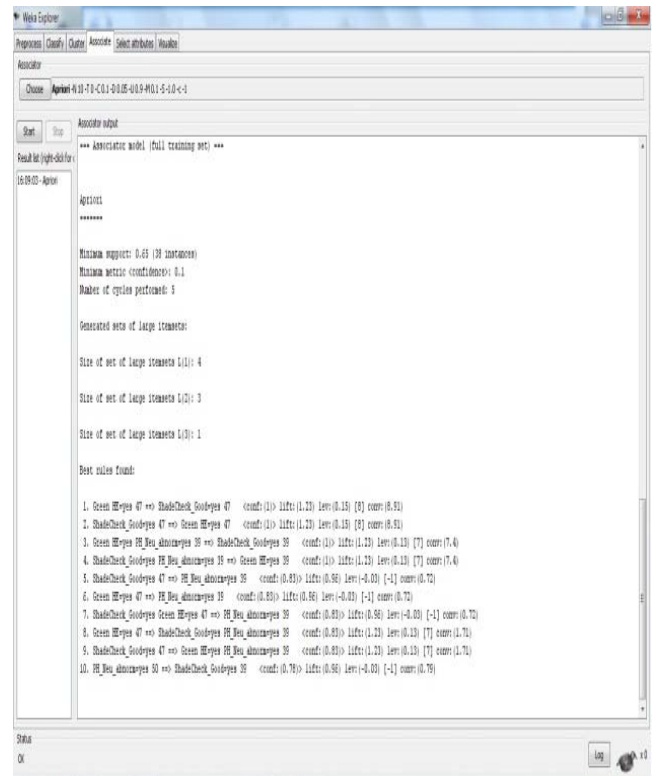 Weka Explorer
Preprocess Classify Cluster Associate Select attributes Visualize
Associator
Choose Apriori -N 10 -T 0 -C 0.1 -D 0.05 -U 0.9 -M 0.1 -S -1.0 -c -1
Start Stop
Associator output
Result list (right-click for
16:09:03 - Apriori
=== Associator model (full training set) ===
Apriori
=======
Minimum support: 0.65 (38 instances)
Minimum metric <confidence>: 0.1
Number of cycles performed: 5
Generated sets of large itemsets:
Size of set of large itemsets L(1): 4
Size of set of large itemsets L(2): 3
Size of set of large itemsets L(3): 1
Best rules found:
1. Green HE=yes 47 ==> ShadeCheck_Good=yes 47 <conf:(1)> lift:(1.23) lev:(0.15) [8] conv:(8.91)
2. ShadeCheck_Good=yes 47 ==> Green HE=yes 47 <conf:(1)> lift:(1.23) lev:(0.15) [8] conv:(8.91)
3. Green HE=yes PH_Neu_abnorm=yes 39 ==> ShadeCheck_Good=yes 39 <conf:(1)> lift:(1.23) lev:(0.13) [7] conv:(7.4)
4. ShadeCheck_Good=yes PH_Neu_abnorm=yes 39 ==> Green HE=yes 39 <conf:(1)> lift:(1.23) lev:(0.13) [7] conv:(7.4)
5. ShadeCheck_Good=yes 47 ==> PH_Neu_abnorm=yes 39 <conf:(0.83)> lift:(0.96) lev:(-0.03) [-1] conv:(0.72)
6. Green HE=yes 47 ==> PH_Neu_abnorm=yes 39 <conf:(0.83)> lift:(0.96) lev:(-0.03) [-1] conv:(0.72)
7. ShadeCheck_Good=yes Green HE=yes 47 ==> PH_Neu_abnorm=yes 39 <conf:(0.83)> lift:(0.96) lev:(-0.03) [-1] conv:(0.72)
8. Green HE=yes 47 ==> ShadeCheck_Good=yes PH_Neu_abnorm=yes 39 <conf:(0.83)> lift:(1.23) lev:(0.13) [7] conv:(1.71)
9. ShadeCheck_Good=yes 47 ==> Green HE=yes PH_Neu_abnorm=yes 39 <conf:(0.83)> lift:(1.23) lev:(0.13) [7] conv:(1.71)
10. PH_Neu_abnorm=yes 50 ==> ShadeCheck_Good=yes 39 <conf:(0.78)> lift:(0.96) lev:(-0.03) [-1] conv:(0.79)
Status
OK
Log x 0